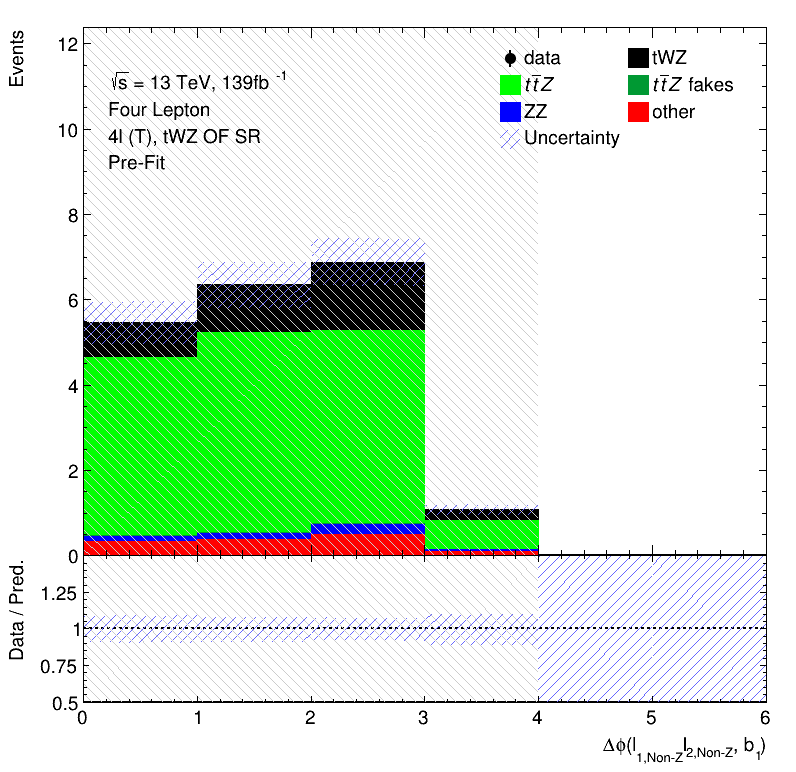 Events
12
10
8
6
4
2
0
√s = 13 TeV, 139fb⁻¹
Four Lepton
4l (T), tWZ OF SR
Pre-Fit
data
tWZ
tt̄Z
tt̄Z fakes
ZZ
other
Uncertainty
Data / Pred.
1.25
1
0.75
0.5
0 1 2 3 4 5 6
Δϕ(l₁,Non-Z l₂,Non-Z, b₁)